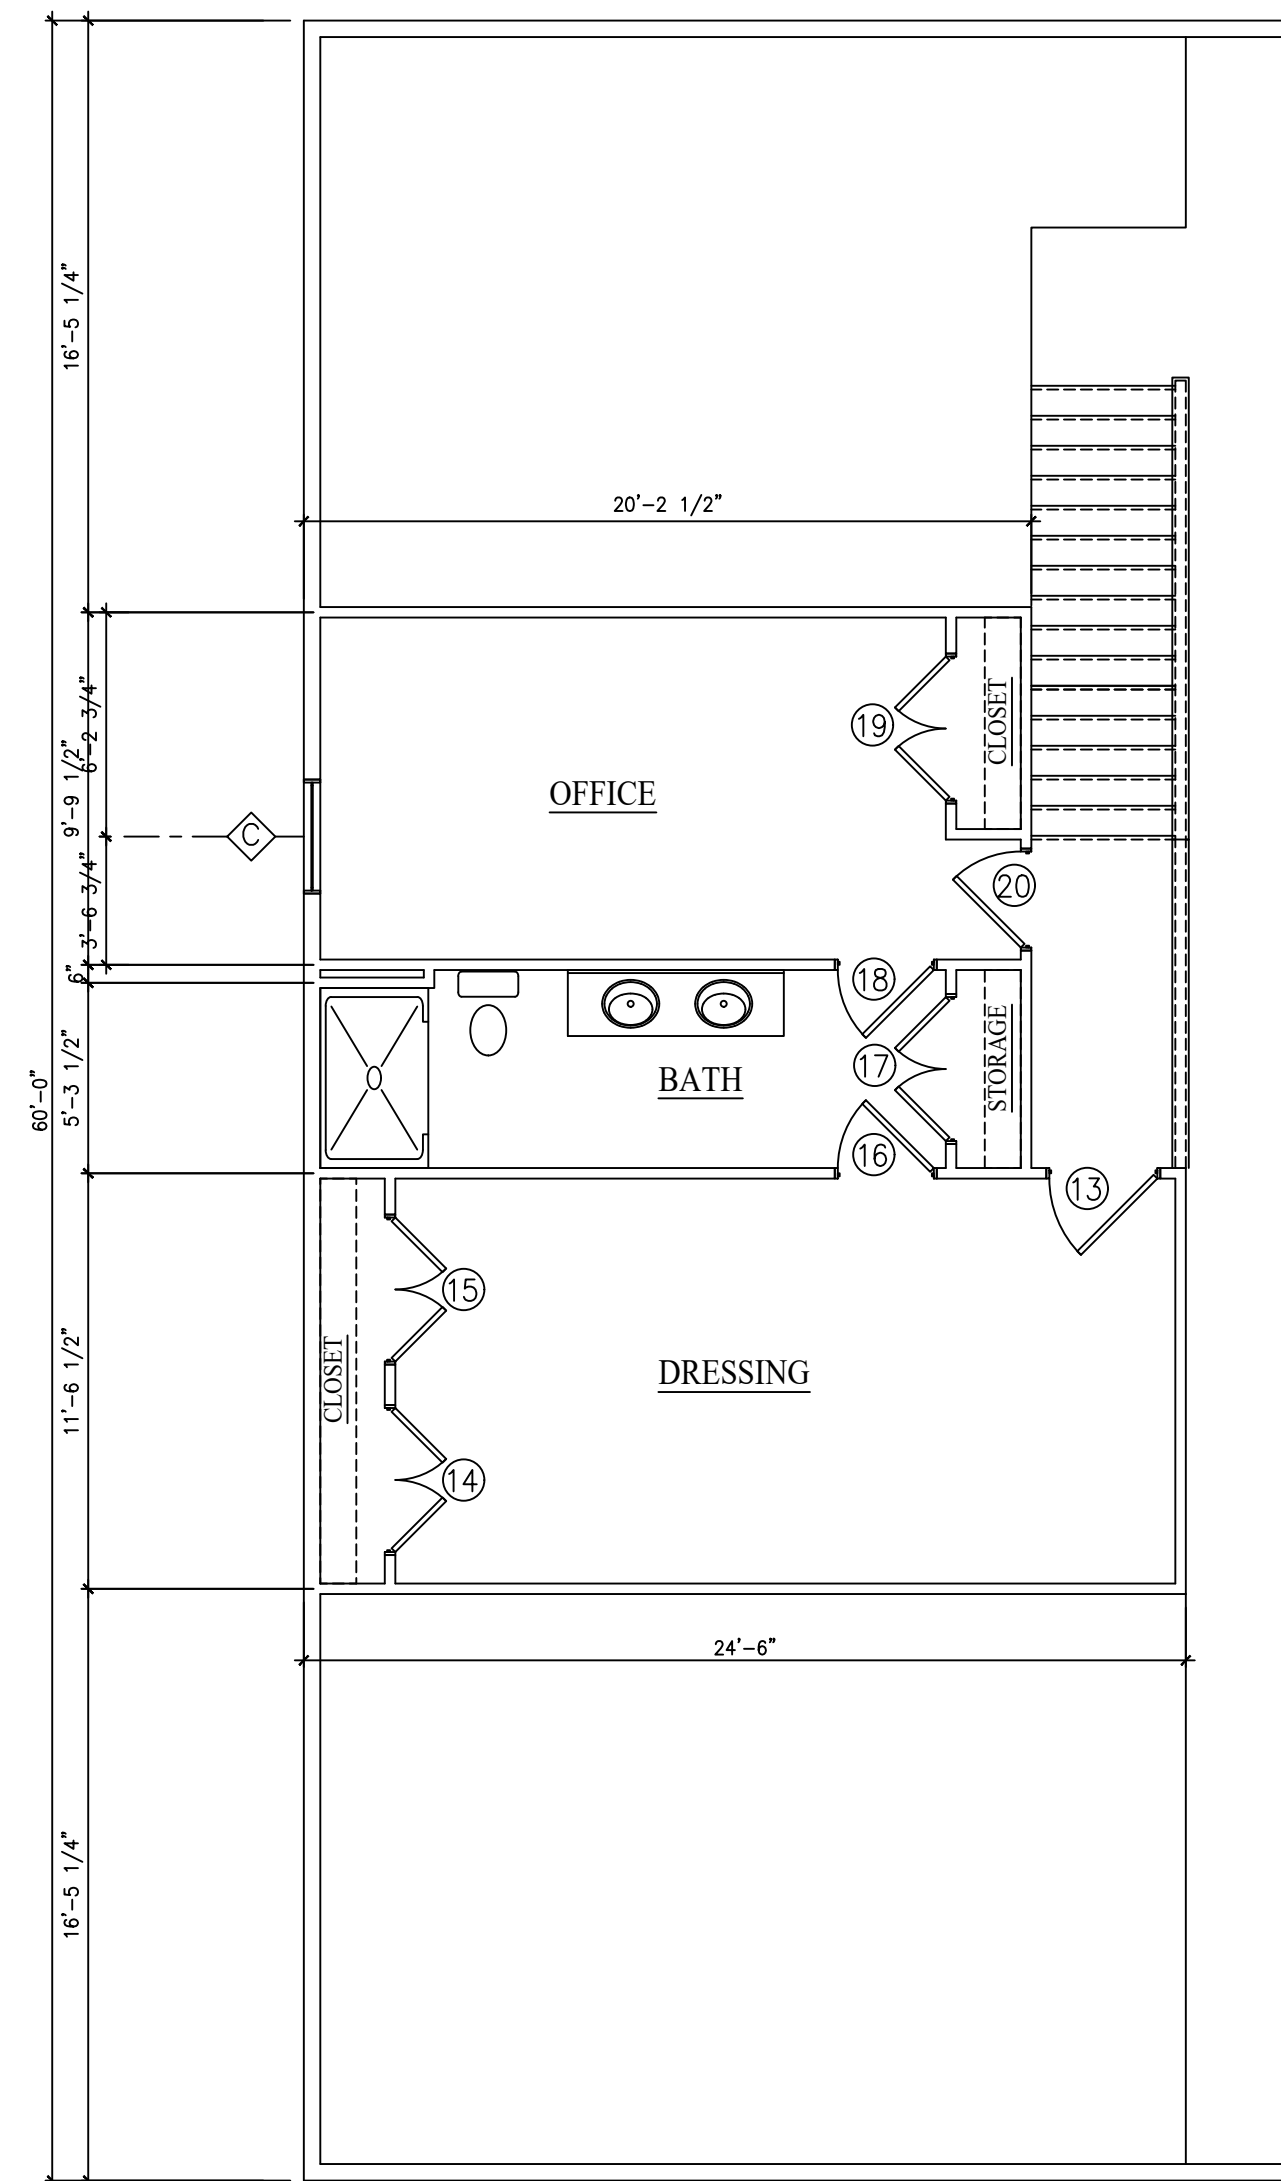 16'-5 1/4"
20'-2 1/2"
6'-2 3/4"
9'-9 1/2"
3'-6 3/4"
C
OFFICE
19
CLOSET
20
6"
18
17
STORAGE
BATH
5'-3 1/2"
60'-0"
16
13
15
CLOSET
DRESSING
11'-6 1/2"
14
24'-6"
16'-5 1/4"